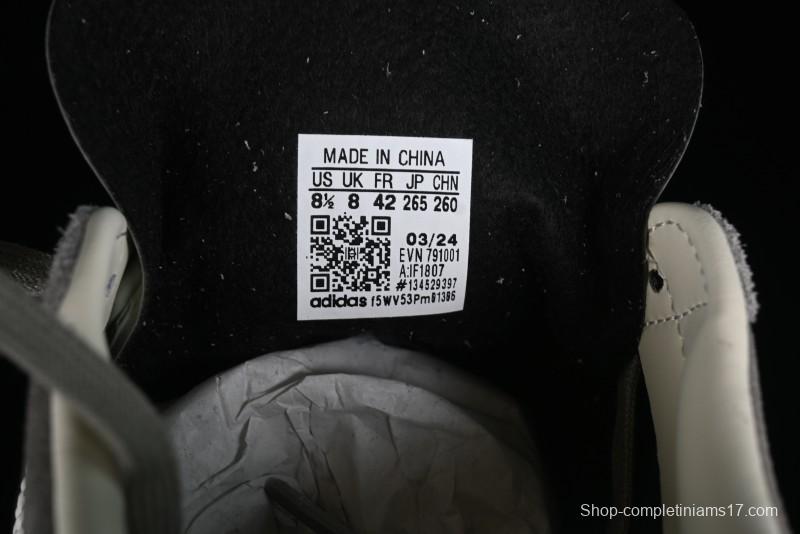 MADE IN CHINA
US UK FR JP CHN
8½ 8 42 265 260
03/24
EVN 791001
A:IF1807
#134529397
adidas f5WV53Pm81386
Shop-completiniams17.com